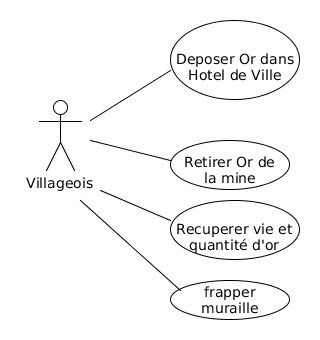 Deposer Or dans
Hotel de Ville
Retirer Or de
la mine
Villageois
Recuperer vie et
quantité d'or
frapper
muraille